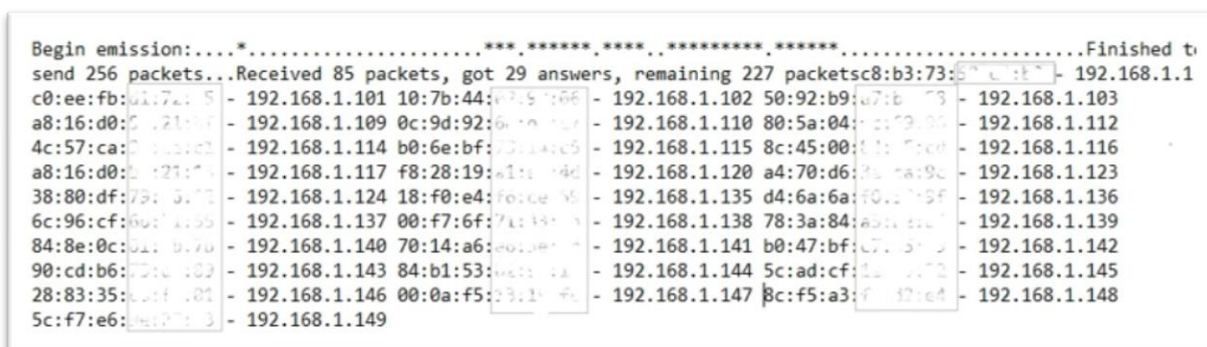 Begin emission:....*......................***.******.****..*********.******........................Finished t
send 256 packets...Received 85 packets, got 29 answers, remaining 227 packetsc8:b3:73: - 192.168.1.1
c0:ee:fb: - 192.168.1.101 10:7b:44: - 192.168.1.102 50:92:b9: - 192.168.1.103
a8:16:d0: - 192.168.1.109 0c:9d:92: - 192.168.1.110 80:5a:04: - 192.168.1.112
4c:57:ca: - 192.168.1.114 b0:6e:bf: - 192.168.1.115 8c:45:00: - 192.168.1.116
a8:16:d0: - 192.168.1.117 f8:28:19: - 192.168.1.120 a4:70:d6: - 192.168.1.123
38:80:df: - 192.168.1.124 18:f0:e4: - 192.168.1.135 d4:6a:6a: - 192.168.1.136
6c:96:cf: - 192.168.1.137 00:f7:6f: - 192.168.1.138 78:3a:84: - 192.168.1.139
84:8e:0c: - 192.168.1.140 70:14:a6: - 192.168.1.141 b0:47:bf: - 192.168.1.142
90:cd:b6: - 192.168.1.143 84:b1:53: - 192.168.1.144 5c:ad:cf: - 192.168.1.145
28:83:35: - 192.168.1.146 00:0a:f5: - 192.168.1.147 8c:f5:a3: - 192.168.1.148
5c:f7:e6: - 192.168.1.149